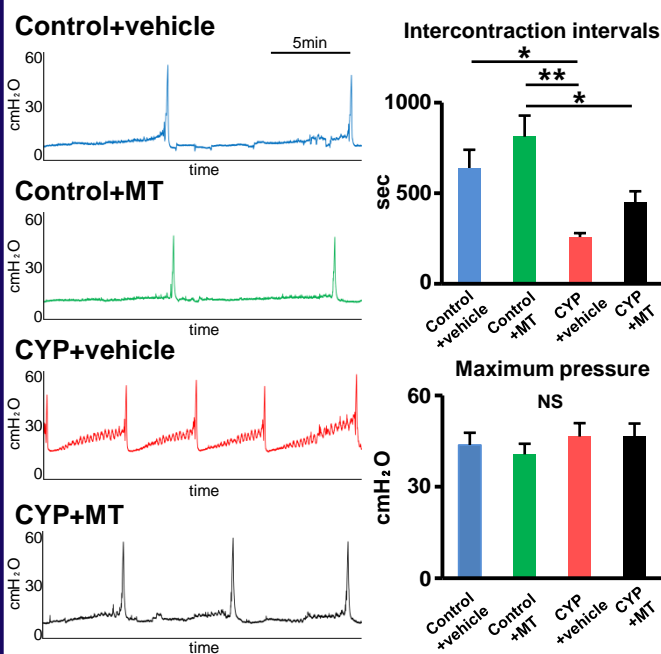 Control+vehicle
5min
60
30
0
cmH₂O
time
Control+MT
60
30
0
cmH₂O
time
CYP+vehicle
60
30
0
cmH₂O
time
CYP+MT
60
30
0
cmH₂O
time
Intercontraction intervals
*
**
*
1000
500
0
sec
Control
+vehicle
Control
+MT
CYP
+vehicle
CYP
+MT
Maximum pressure
NS
60
30
0
cmH₂O
Control
+vehicle
Control
+MT
CYP
+vehicle
CYP
+MT